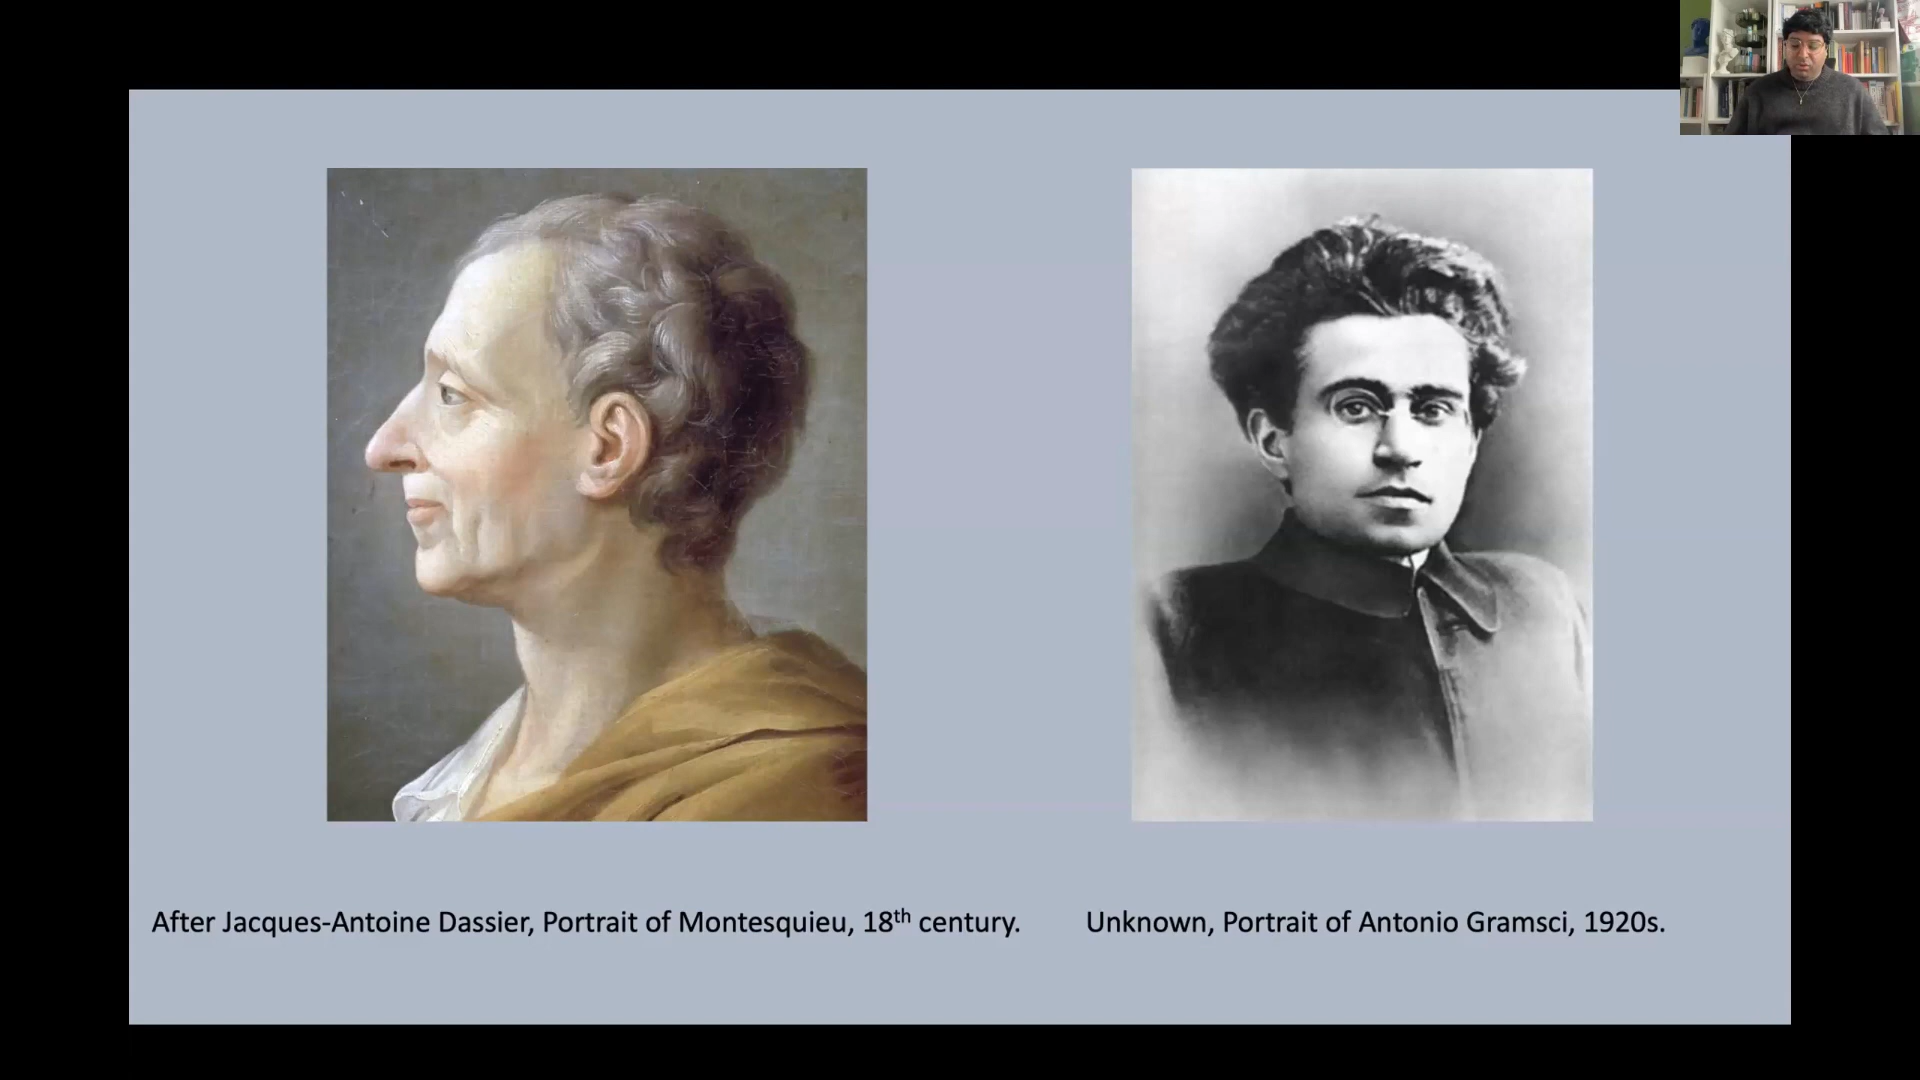 After Jacques-Antoine Dassier, Portrait of Montesquieu, 18th century.
Unknown, Portrait of Antonio Gramsci, 1920s.